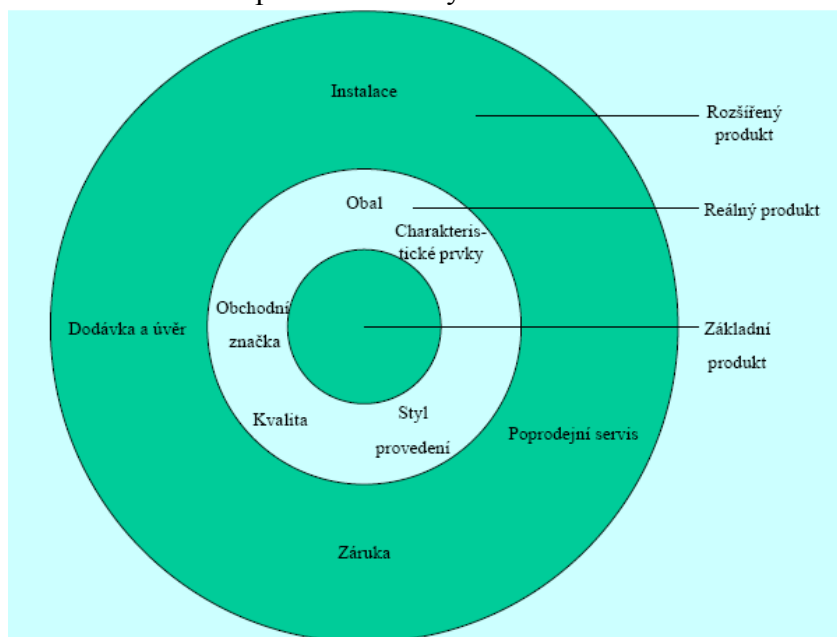 Instalace
Rozšířený
produkt
Obal
Reálný produkt
Charakteris-
tické prvky
Obchodní
značka
Dodávka a úvěr
Základní
produkt
Kvalita
Styl
provedení
Poprodejní servis
Záruka